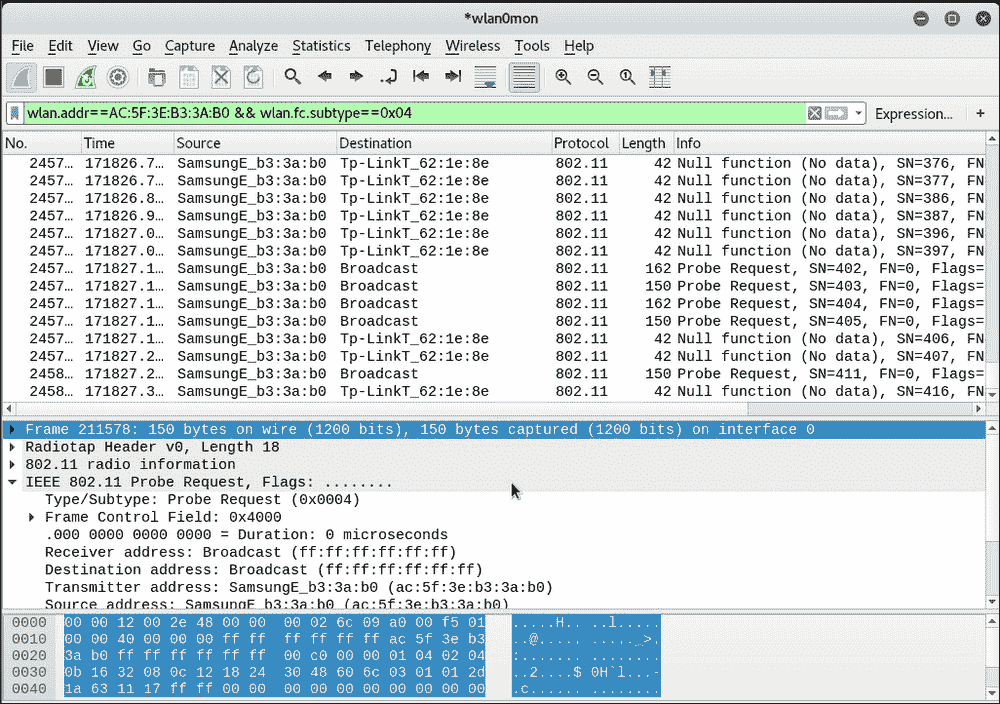 *wlan0mon
File Edit View Go Capture Analyze Statistics Telephony Wireless Tools Help
wlan.addr==AC:5F:3E:B3:3A:B0 && wlan.fc.subtype==0x04 Expression... +
No. Time Source Destination Protocol Length Info
2457… 171826.7… SamsungE_b3:3a:b0 Tp-LinkT_62:1e:8e 802.11 42 Null function (No data), SN=376, FN
2457… 171826.7… SamsungE_b3:3a:b0 Tp-LinkT_62:1e:8e 802.11 42 Null function (No data), SN=377, FN
2457… 171826.8… SamsungE_b3:3a:b0 Tp-LinkT_62:1e:8e 802.11 42 Null function (No data), SN=386, FN
2457… 171826.9… SamsungE_b3:3a:b0 Tp-LinkT_62:1e:8e 802.11 42 Null function (No data), SN=387, FN
2457… 171827.0… SamsungE_b3:3a:b0 Tp-LinkT_62:1e:8e 802.11 42 Null function (No data), SN=396, FN
2457… 171827.0… SamsungE_b3:3a:b0 Tp-LinkT_62:1e:8e 802.11 42 Null function (No data), SN=397, FN
2457… 171827.1… SamsungE_b3:3a:b0 Broadcast 802.11 162 Probe Request, SN=402, FN=0, Flags=
2457… 171827.1… SamsungE_b3:3a:b0 Broadcast 802.11 150 Probe Request, SN=403, FN=0, Flags=
2457… 171827.1… SamsungE_b3:3a:b0 Broadcast 802.11 162 Probe Request, SN=404, FN=0, Flags=
2457… 171827.1… SamsungE_b3:3a:b0 Broadcast 802.11 150 Probe Request, SN=405, FN=0, Flags=
2457… 171827.1… SamsungE_b3:3a:b0 Tp-LinkT_62:1e:8e 802.11 42 Null function (No data), SN=406, FN
2457… 171827.2… SamsungE_b3:3a:b0 Tp-LinkT_62:1e:8e 802.11 42 Null function (No data), SN=407, FN
2458… 171827.2… SamsungE_b3:3a:b0 Broadcast 802.11 150 Probe Request, SN=411, FN=0, Flags=
2458… 171827.3… SamsungE_b3:3a:b0 Tp-LinkT_62:1e:8e 802.11 42 Null function (No data), SN=416, FN
Frame 211578: 150 bytes on wire (1200 bits), 150 bytes captured (1200 bits) on interface 0
Radiotap Header v0, Length 18
802.11 radio information
IEEE 802.11 Probe Request, Flags: ........
Type/Subtype: Probe Request (0x0004)
Frame Control Field: 0x4000
.000 0000 0000 0000 = Duration: 0 microseconds
Receiver address: Broadcast (ff:ff:ff:ff:ff:ff)
Destination address: Broadcast (ff:ff:ff:ff:ff:ff)
Transmitter address: SamsungE_b3:3a:b0 (ac:5f:3e:b3:3a:b0)
Source address: SamsungE_b3:3a:b0 (ac:5f:3e:b3:3a:b0)
0000 00 00 12 00 2e 48 00 00 00 02 6c 09 a0 00 f5 01 .....H.. ..l.....
0010 00 00 40 00 00 00 ff ff ff ff ff ff ac 5f 3e b3 ..@..... ....._>.
0020 3a b0 ff ff ff ff ff ff 00 c0 00 00 01 04 02 04 :....... ........
0030 0b 16 32 08 0c 12 18 24 30 48 60 6c 03 01 01 2d ..2....$ 0H`l...-
0040 1a 63 11 17 ff ff 00 00 00 00 00 00 00 00 00 00 .c...... ........